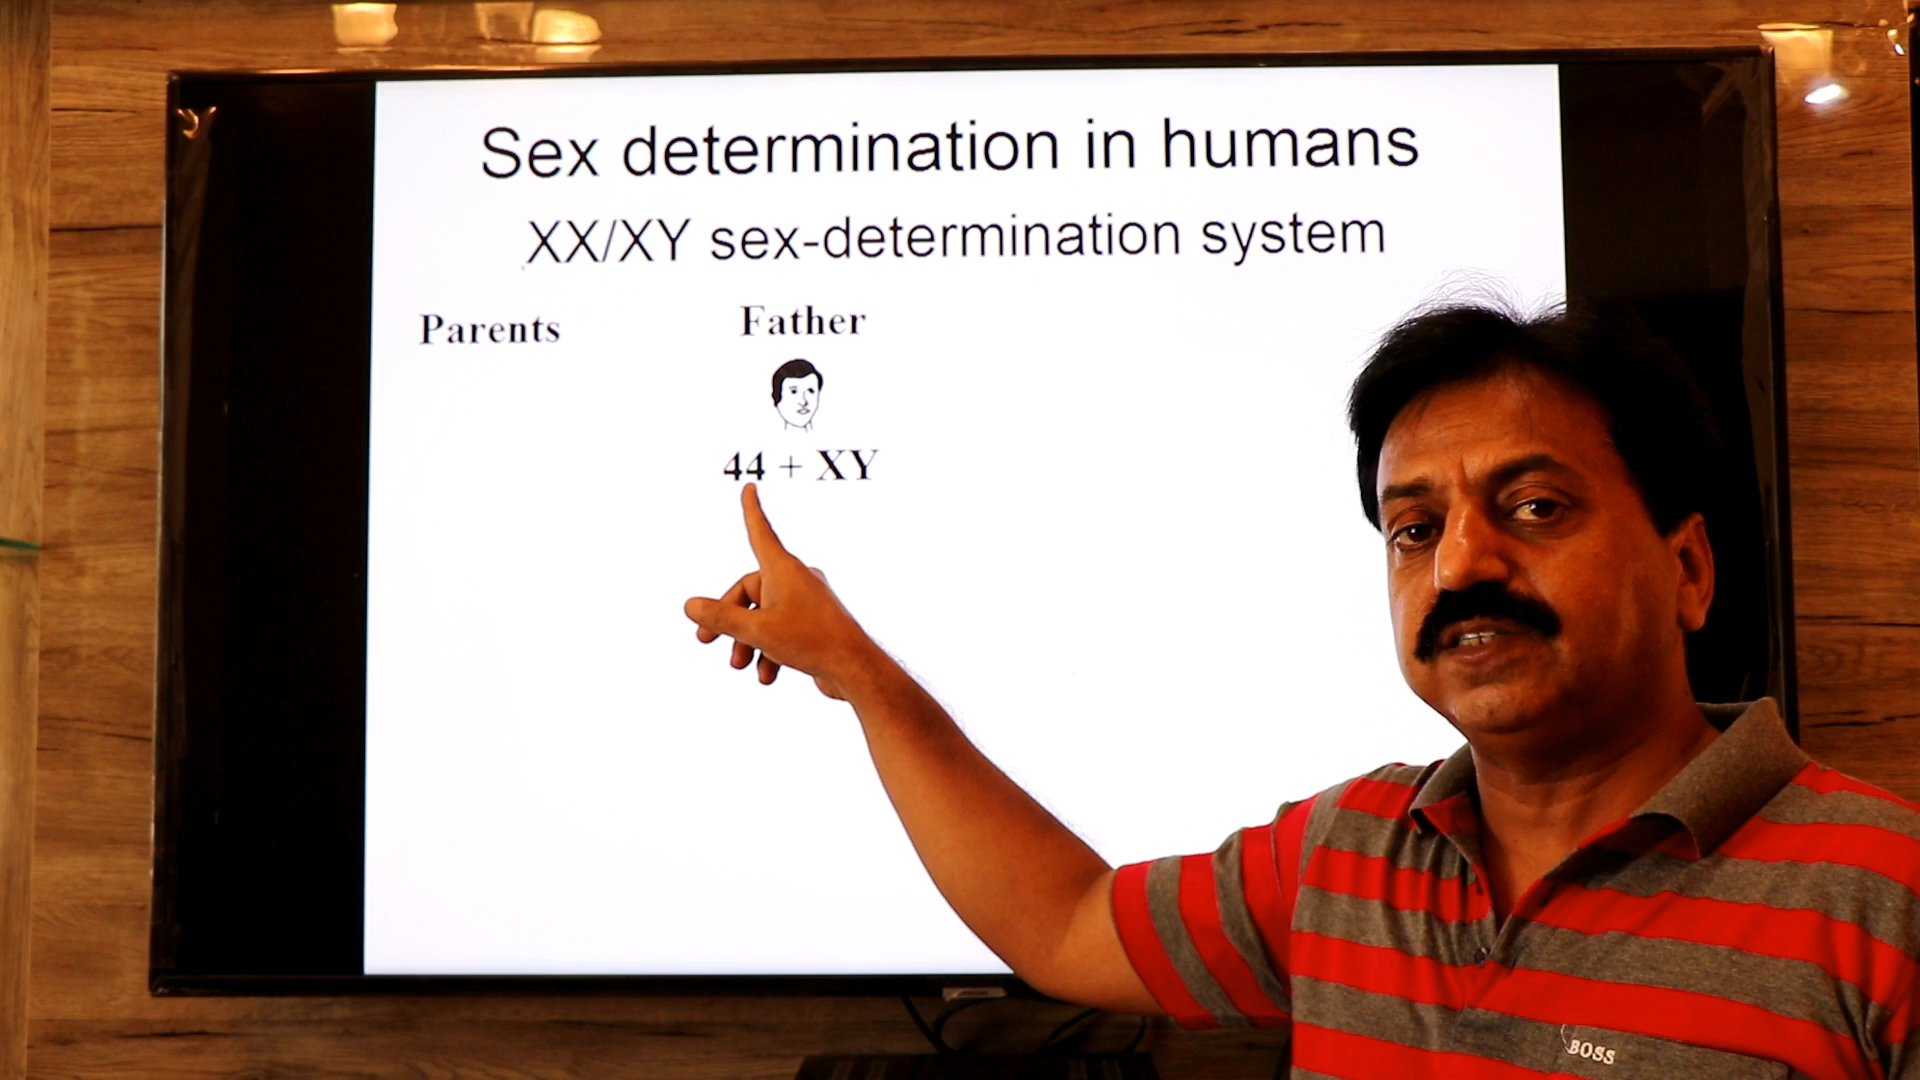 Sex determination in humans
XX/XY sex-determination system
Parents
Father
44 + XY
BOSS